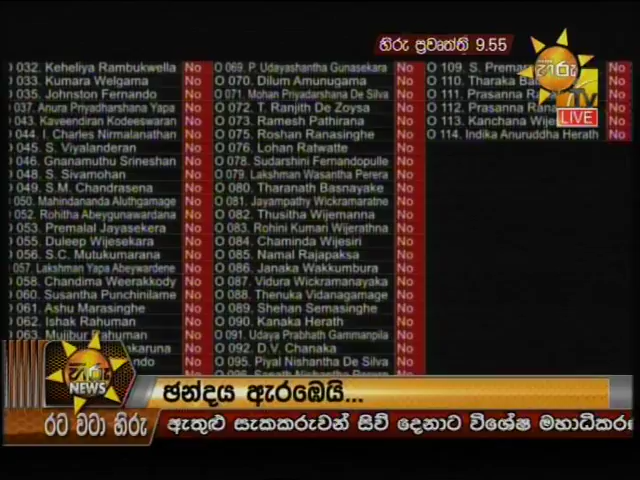 හිරු ප්‍රවෘත්ති 9.55
හිරු
TV
LIVE
032. Keheliya Rambukwella No
033. Kumara Welgama No
035. Johnston Fernando No
037. Anura Priyadharshana Yapa No
043. Kaveendiran Kodeeswaran No
044. I. Charles Nirmalanathan No
045. S. Viyalanderan No
046. Gnanamuthu Srineshan No
048. S. Sivamohan No
049. S.M. Chandrasena No
050. Mahindananda Aluthgamage No
052. Rohitha Abeygunawardana No
053. Premalal Jayasekera No
055. Duleep Wijesekara No
056. S.C. Mutukumarana No
057. Lakshman Yapa Abeywardene No
058. Chandima Weerakkody No
060. Susantha Punchinilame No
061. Ashu Marasinghe No
062. Ishak Rahuman No
063. Mujibur Rahuman No
O 069. P. Udayashantha Gunasekara No
O 070. Dilum Amunugama No
O 071. Mohan Priyadarshana De Silva No
O 072. T. Ranjith De Zoysa No
O 073. Ramesh Pathirana No
O 075. Roshan Ranasinghe No
O 076. Lohan Ratwatte No
O 078. Sudarshini Fernandopulle No
O 079. Lakshman Wasantha Perera No
O 080. Tharanath Basnayake No
O 081. Jayampathy Wickramaratne No
O 082. Thusitha Wijemanna No
O 083. Rohini Kumari Wijerathna No
O 084. Chaminda Wijesiri No
O 085. Namal Rajapaksa No
O 086. Janaka Wakkumbura No
O 087. Vidura Wickramanayaka No
O 088. Thenuka Vidanagamage No
O 089. Shehan Semasinghe No
O 090. Kanaka Herath No
O 091. Udaya Prabhath Gammanpila No
O 092. D.V. Chanaka No
O 095. Piyal Nishantha De Silva No
O 109. S. No
O 110. Tharaka No
O 111. Prasanna No
O 112. Prasanna No
O 113. Kanchana No
O 114. Indika Anuruddha Herath No
හිරු
NEWS
ඡන්දය ඇරඹෙයි...
රට වටා හිරු
ඇතුළු සැකකරුවන් සිව් දෙනාට විශේෂ